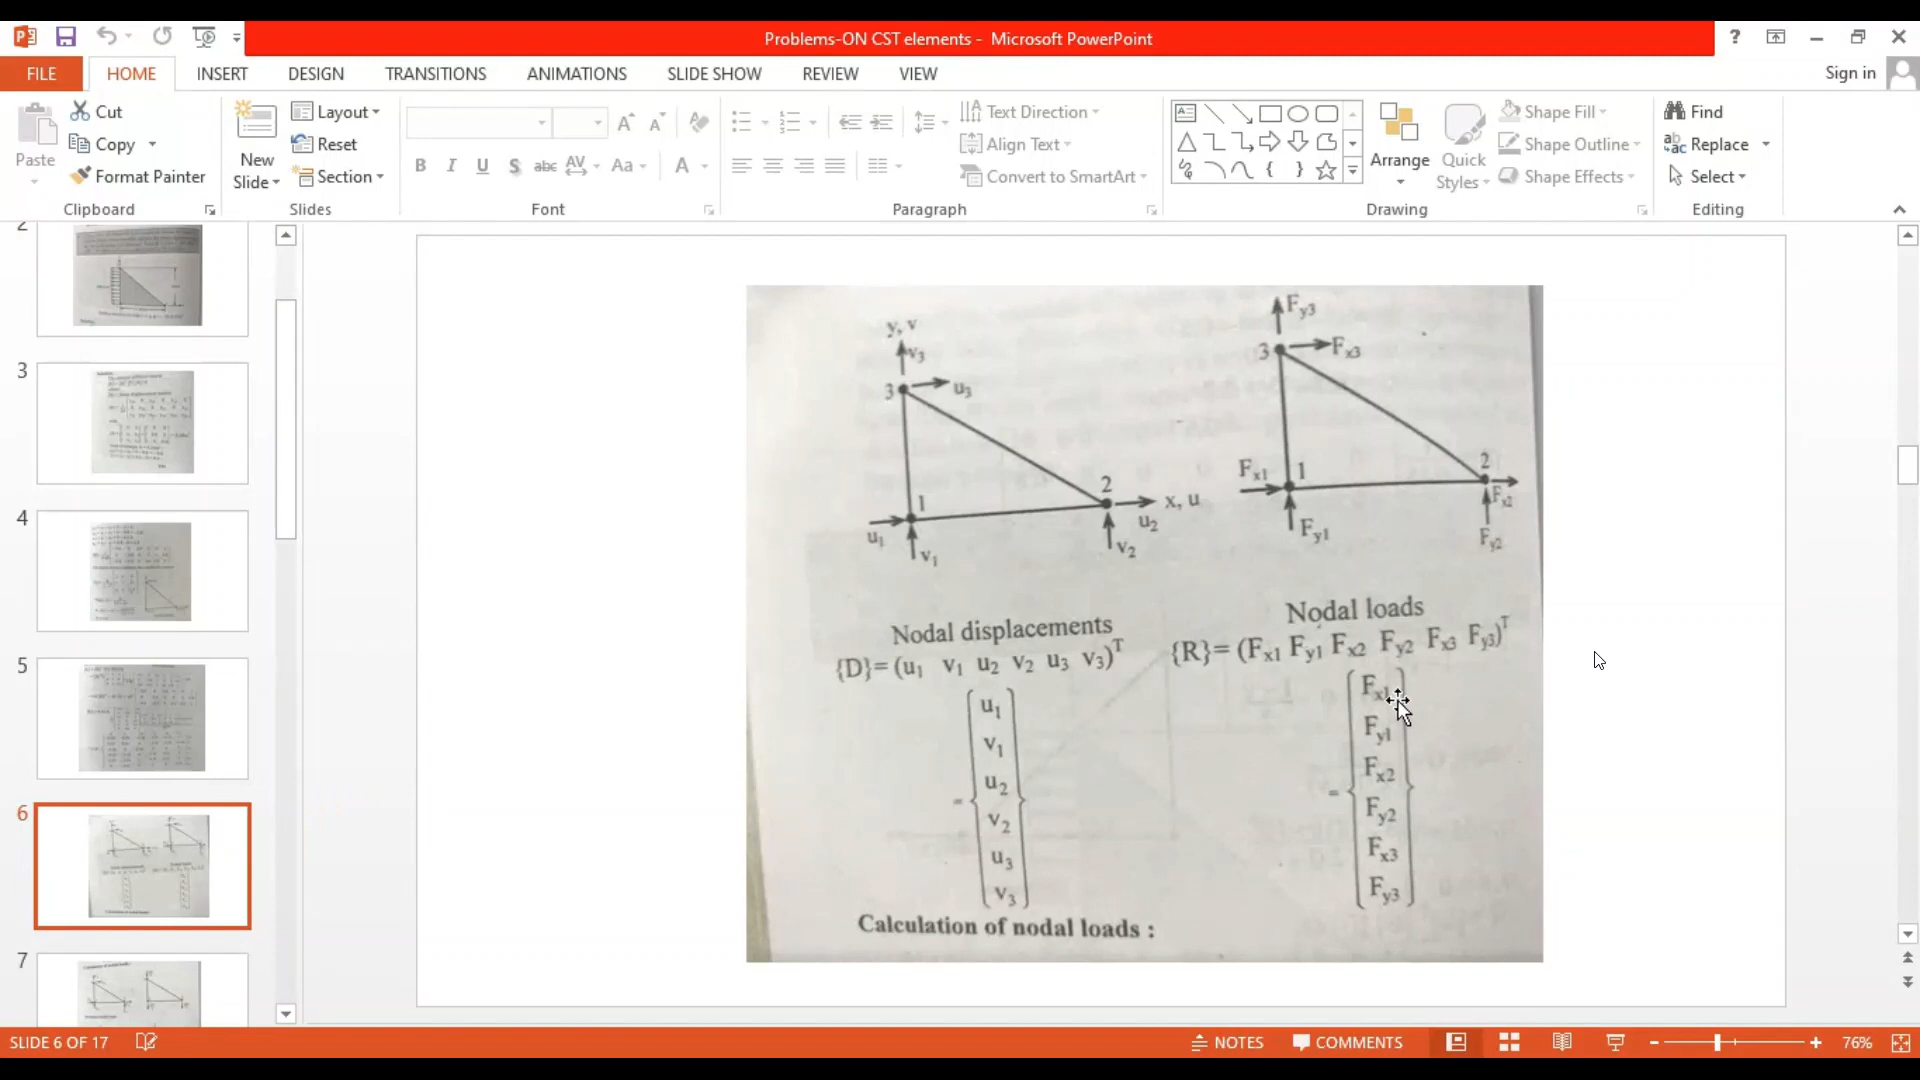 Problems-ON CST elements - Microsoft PowerPoint
FILE HOME INSERT DESIGN TRANSITIONS ANIMATIONS SLIDE SHOW REVIEW VIEW Sign in
Paste
Cut
Copy
Format Painter
Clipboard
New Slide
Layout
Reset
Section
Slides
B I U S abc AV Aa A
Font
Text Direction
Align Text
Convert to SmartArt
Paragraph
Arrange
Quick Styles
Shape Fill
Shape Outline
Shape Effects
Drawing
Find
Replace
Select
Editing
2
3
4
5
6
7
y, v
v3
3
u3
1
2
x, u
u1
v1
u2
v2
Fy3
3
Fx3
Fx1
1
2
Fx2
Fy1
Fy2
Nodal displacements
{D}=(u1 v1 u2 v2 u3 v3)T
= { u1
v1
u2
v2
u3
v3 }
Nodal loads
{R}= (Fx1 Fy1 Fx2 Fy2 Fx3 Fy3)T
= { Fx1
Fy1
Fx2
Fy2
Fx3
Fy3 }
Calculation of nodal loads :
SLIDE 6 OF 17
NOTES COMMENTS 76%